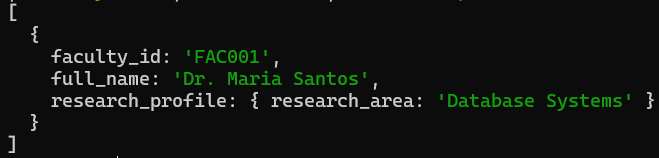 [
  {
    faculty_id: 'FAC001',
    full_name: 'Dr. Maria Santos',
    research_profile: { research_area: 'Database Systems' }
  }
]